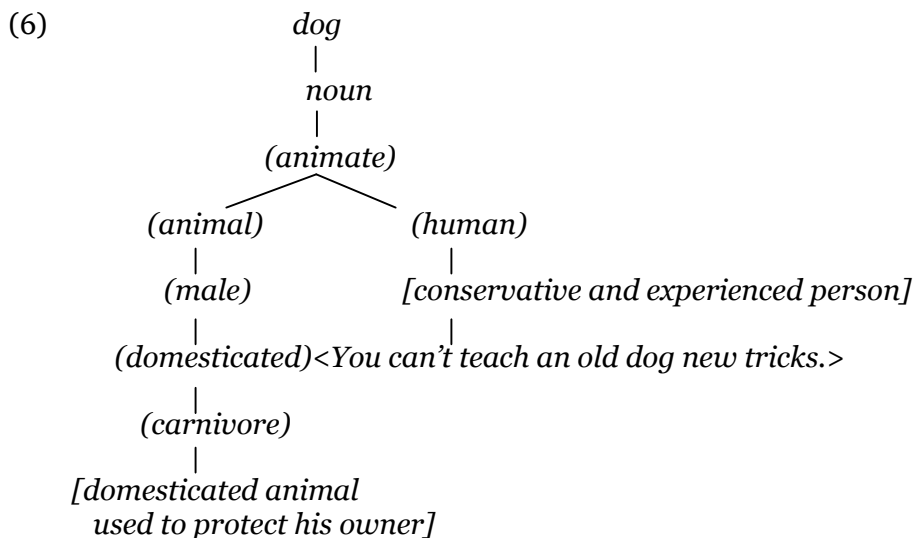 (6) dog
noun
(animate)
(animal) (human)
(male) [conservative and experienced person]
(domesticated)<You can't teach an old dog new tricks.>
(carnivore)
[domesticated animal
used to protect his owner]